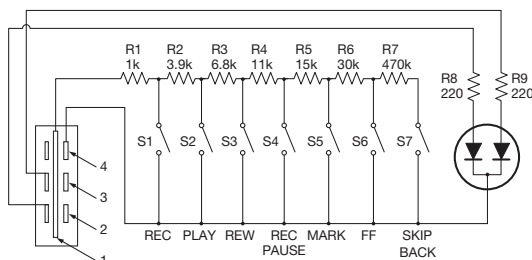 R1 R2 R3 R4 R5 R6 R7
1k 3.9k 6.8k 11k 15k 30k 470k
R8 R9
220 220
S1 S2 S3 S4 S5 S6 S7
4
3
2
1
REC PLAY REW REC PAUSE MARK FF SKIP BACK